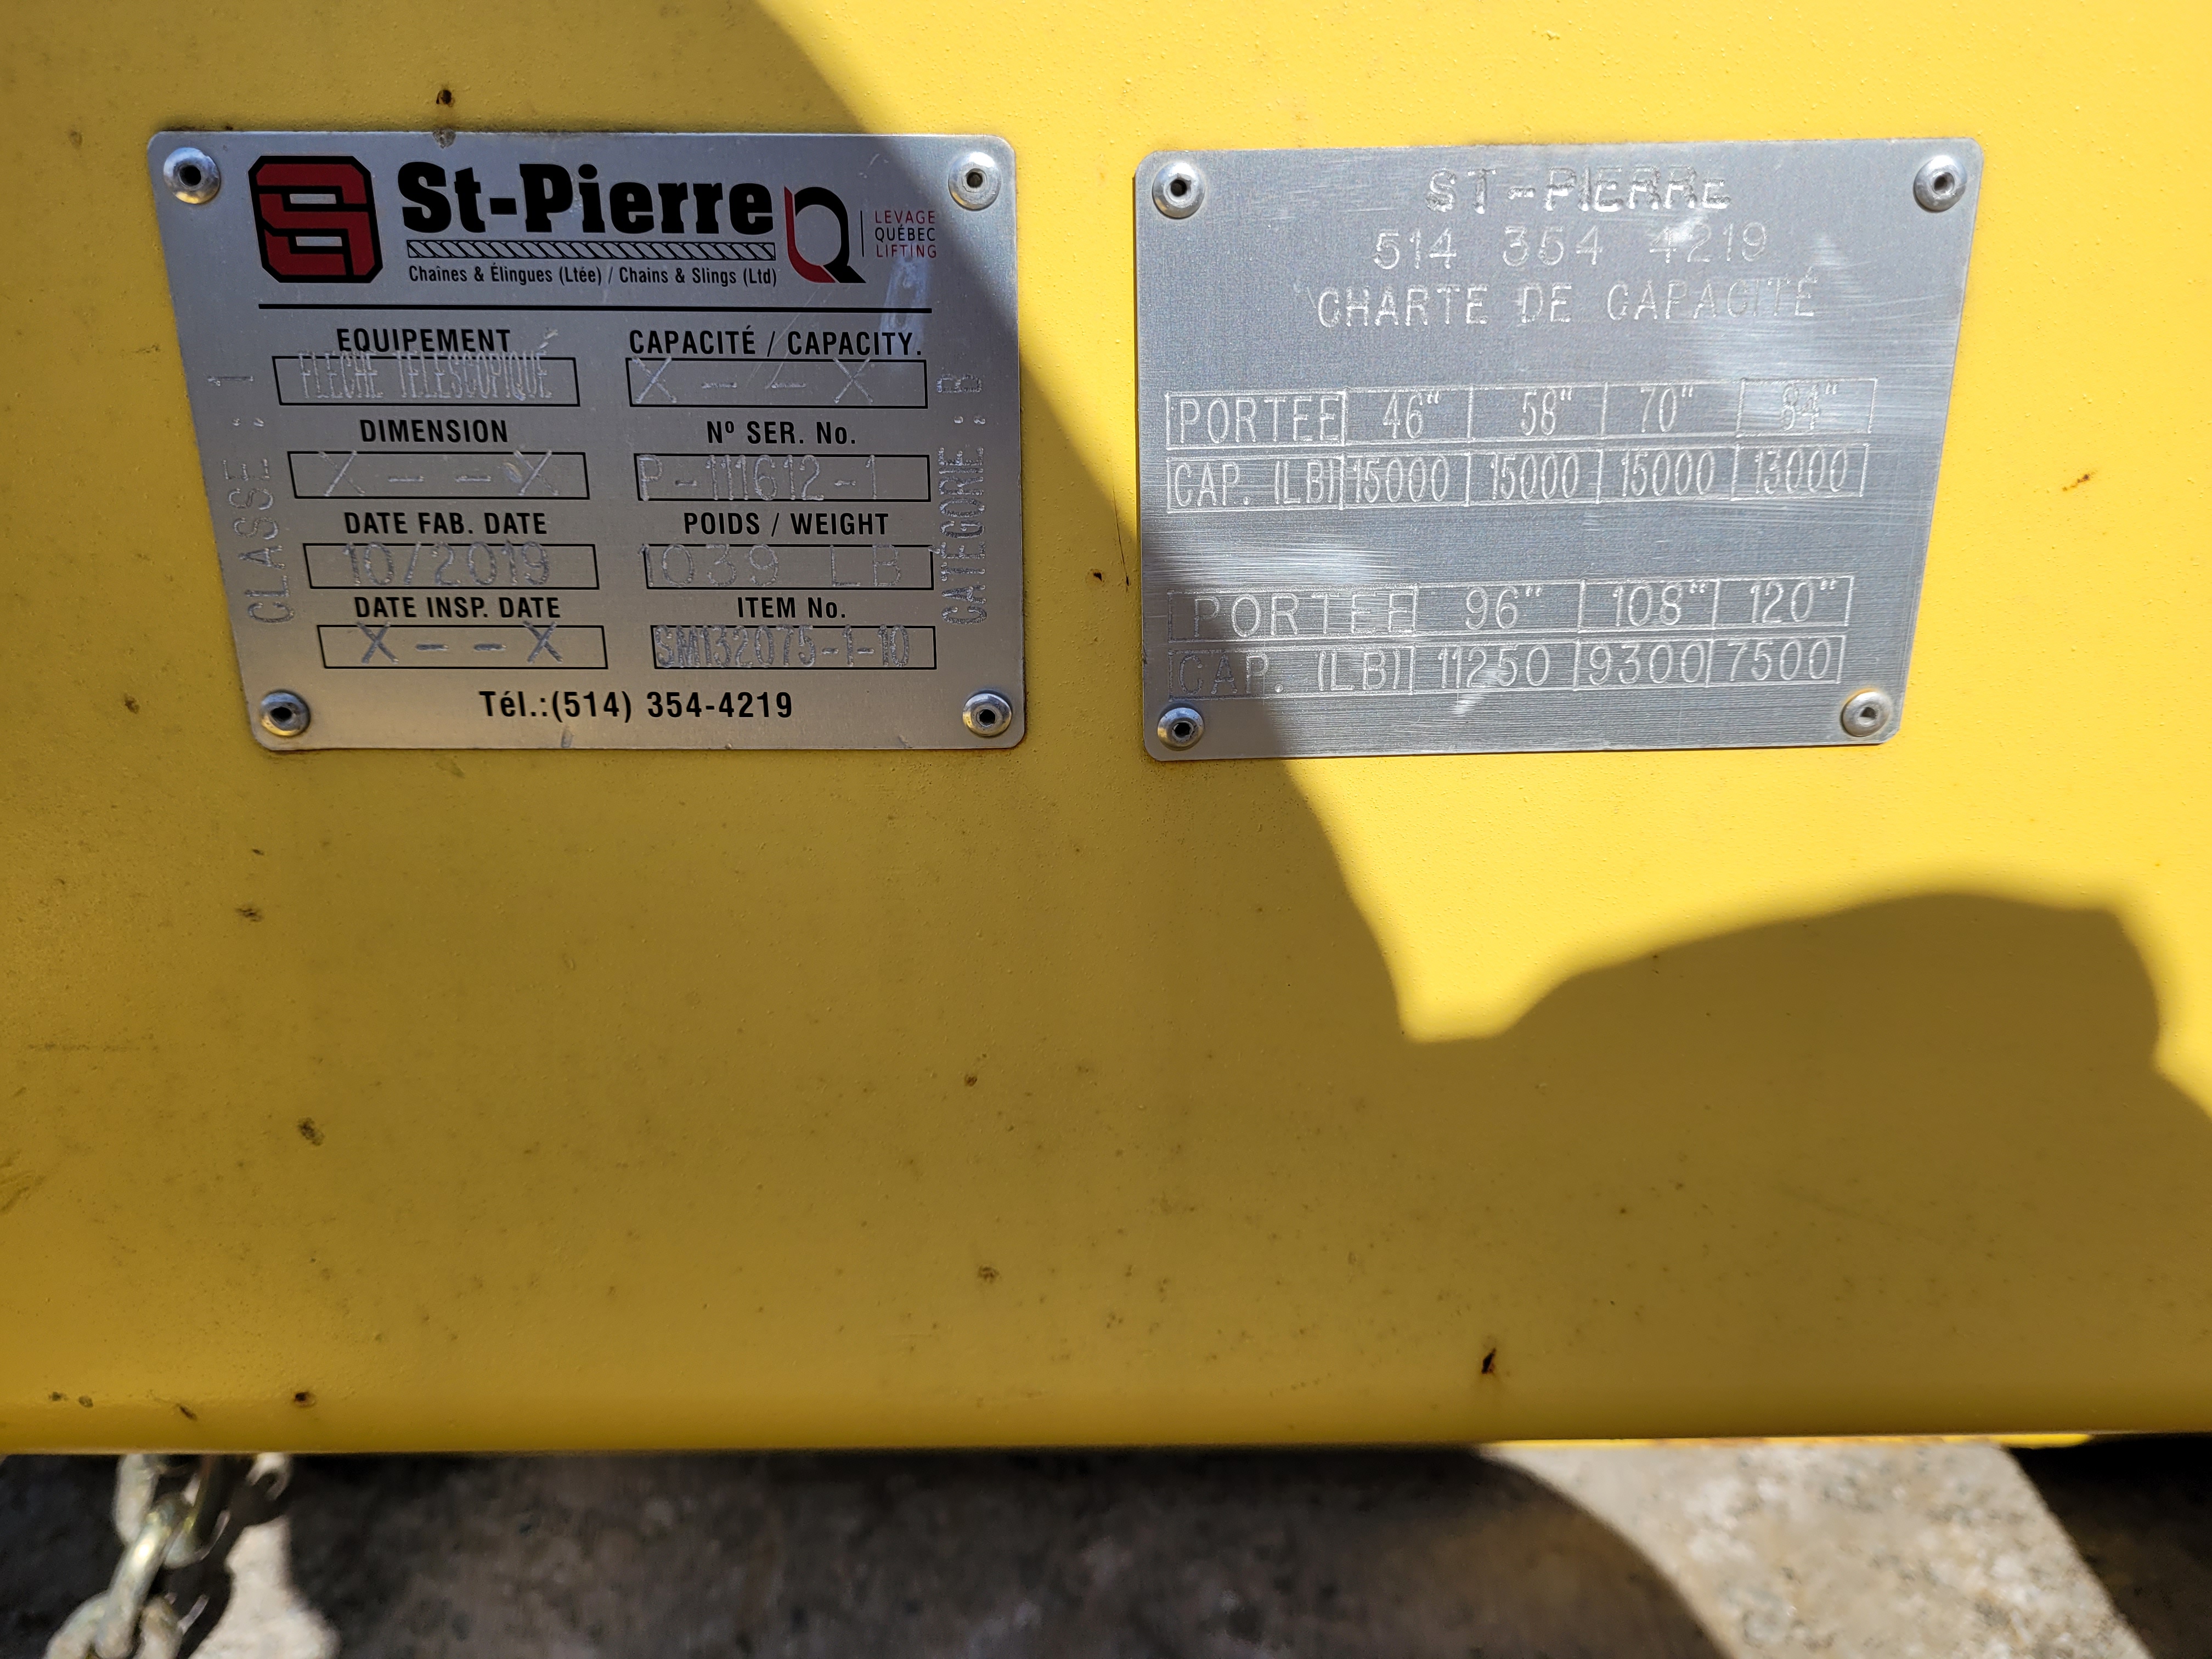 St-Pierre
Chaînes & Élingues (Ltée) / Chains & Slings (Ltd)
LEVAGE
QUÉBEC
LIFTING
EQUIPEMENT
FLECHE TELESCOPIQUE
CAPACITÉ / CAPACITY.
X - - X
DIMENSION
X - - X
Nº SER. No.
P-111612-1
DATE FAB. DATE
10/2019
POIDS / WEIGHT
1039 LB
DATE INSP. DATE
X - - X
ITEM No.
SM132075-1-10
CLASSE : 1
CATEGORIE : B
Tél.:(514) 354-4219
ST-PIERRE
514 354 4219
CHARTE DE CAPACITÉ
PORTEE 46" 58" 70" 84"
CAP. (LB) 15000 15000 15000 13000
PORTEE 96" 108" 120"
CAP. (LB) 11250 9300 7500